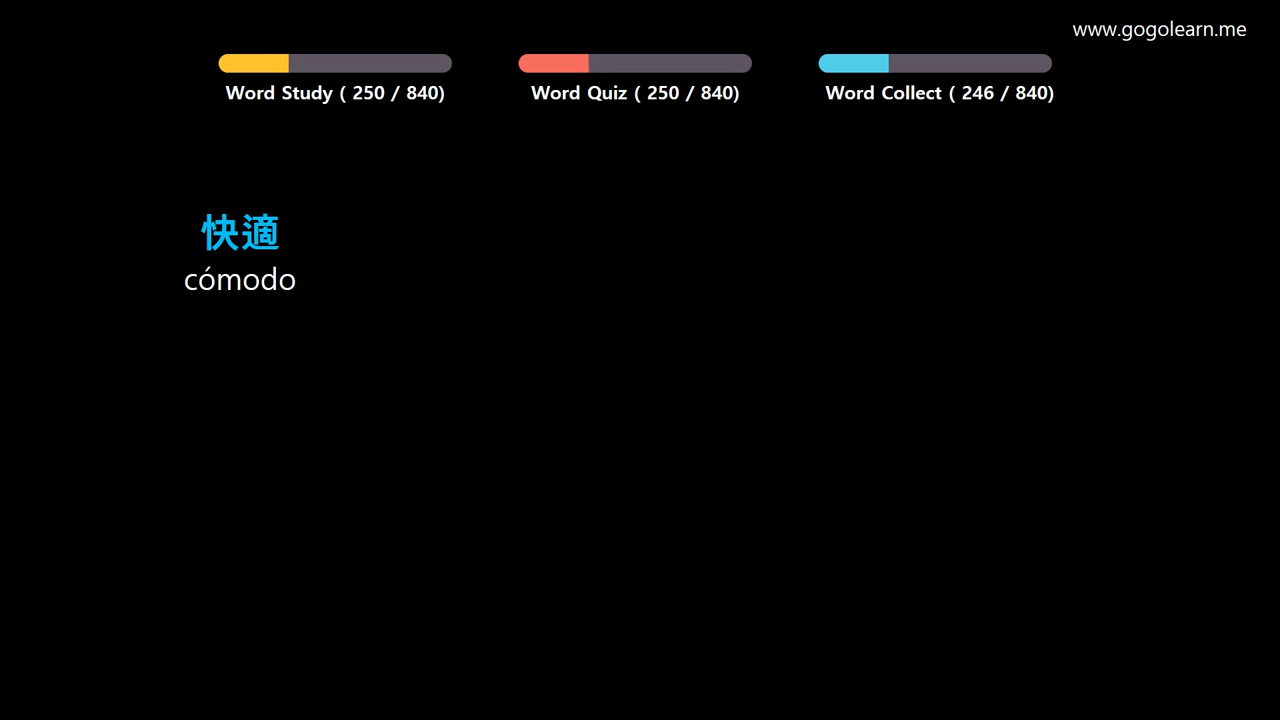 www.gogolearn.me
Word Study ( 250 / 840)
Word Quiz ( 250 / 840)
Word Collect ( 246 / 840)
快適
cómodo